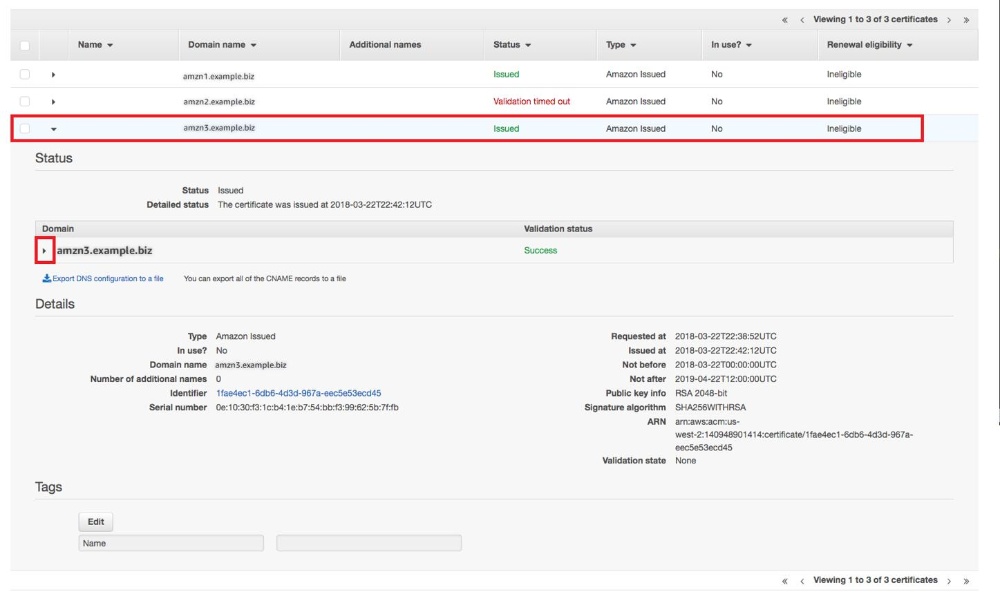 « ‹ Viewing 1 to 3 of 3 certificates › »
Name Domain name Additional names Status Type In use? Renewal eligibility
amzn1.example.biz Issued Amazon Issued No Ineligible
amzn2.example.biz Validation timed out Amazon Issued No Ineligible
amzn3.example.biz Issued Amazon Issued No Ineligible
Status
Status Issued
Detailed status The certificate was issued at 2018-03-22T22:42:12UTC
Domain Validation status
amzn3.example.biz Success
Export DNS configuration to a file You can export all of the CNAME records to a file
Details
Type Amazon Issued
In use? No
Domain name amzn3.example.biz
Number of additional names 0
Identifier 1fae4ec1-6db6-4d3d-967a-eec5e53ecd45
Serial number 0e:10:30:f3:1c:b4:1e:b7:54:bb:f3:99:62:5b:7f:fb
Requested at 2018-03-22T22:38:52UTC
Issued at 2018-03-22T22:42:12UTC
Not before 2018-03-22T00:00:00UTC
Not after 2019-04-22T12:00:00UTC
Public key info RSA 2048-bit
Signature algorithm SHA256WITHRSA
ARN arn:aws:acm:us-
west-2:140948901414:certificate/1fae4ec1-6db6-4d3d-967a-
eec5e53ecd45
Validation state None
Tags
Edit
Name
« ‹ Viewing 1 to 3 of 3 certificates › »